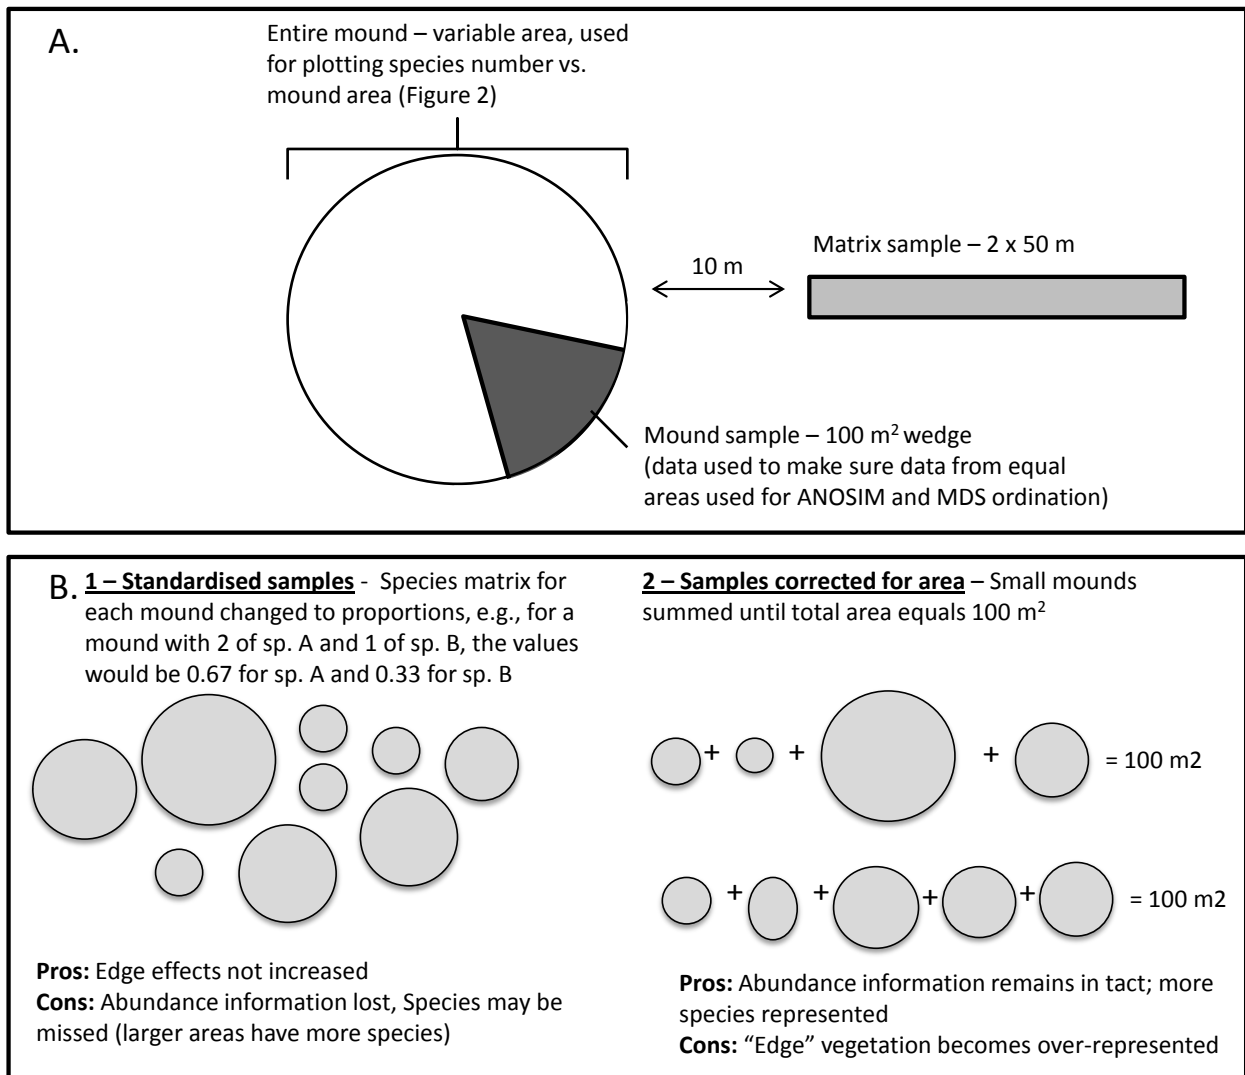 A.
Entire mound – variable area, used
for plotting species number vs.
mound area (Figure 2)
10 m
Matrix sample – 2 x 50 m
Mound sample – 100 m² wedge
(data used to make sure data from equal
areas used for ANOSIM and MDS ordination)
B.
1 – Standardised samples - Species matrix for
each mound changed to proportions, e.g., for a
mound with 2 of sp. A and 1 of sp. B, the values
would be 0.67 for sp. A and 0.33 for sp. B
Pros: Edge effects not increased
Cons: Abundance information lost, Species may be
missed (larger areas have more species)
2 – Samples corrected for area – Small mounds
summed until total area equals 100 m²
+ + + = 100 m2
+ + + + = 100 m2
Pros: Abundance information remains in tact; more
species represented
Cons: “Edge” vegetation becomes over-represented